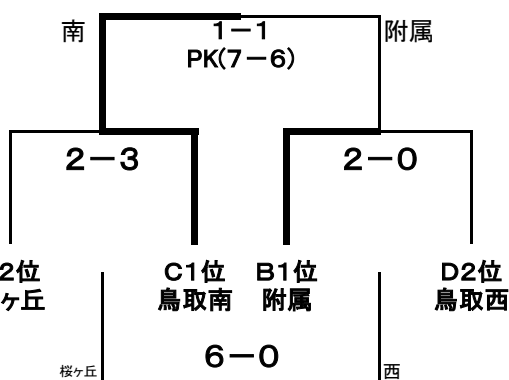 南
附属
1－1
PK(7－6)
2－3
2－0
2位
ヶ丘
C1位
鳥取南
B1位
附属
D2位
鳥取西
6－0
桜ヶ丘
西